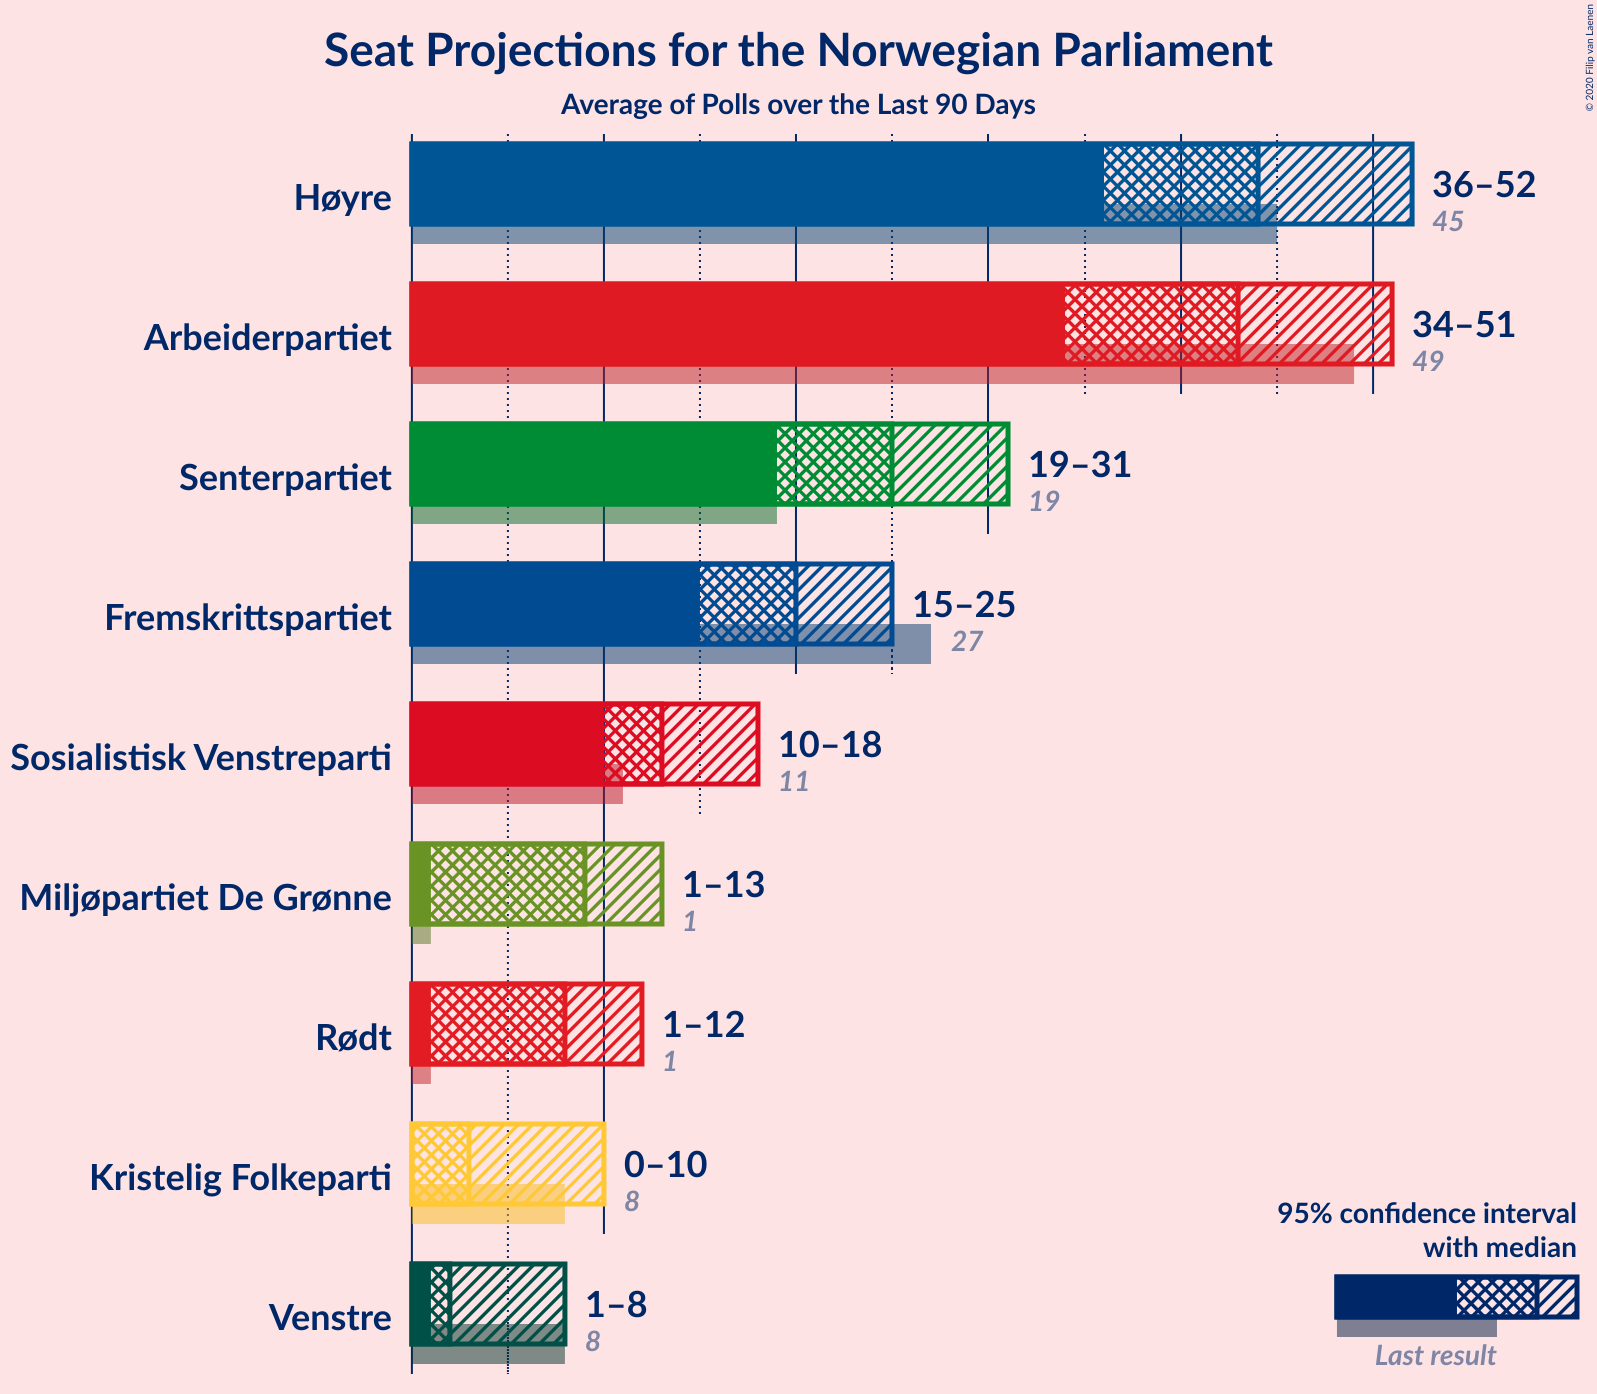 Seat Projections for the Norwegian Parliament
Average of Polls over the Last 90 Days
© 2020 Filip van Laenen
Høyre
36–52
45
Arbeiderpartiet
34–51
49
Senterpartiet
19–31
19
Fremskrittspartiet
15–25
27
Sosialistisk Venstreparti
10–18
11
Miljøpartiet De Grønne
1–13
1
Rødt
1–12
1
Kristelig Folkeparti
0–10
8
Venstre
1–8
8
95% confidence interval
with median
Last result